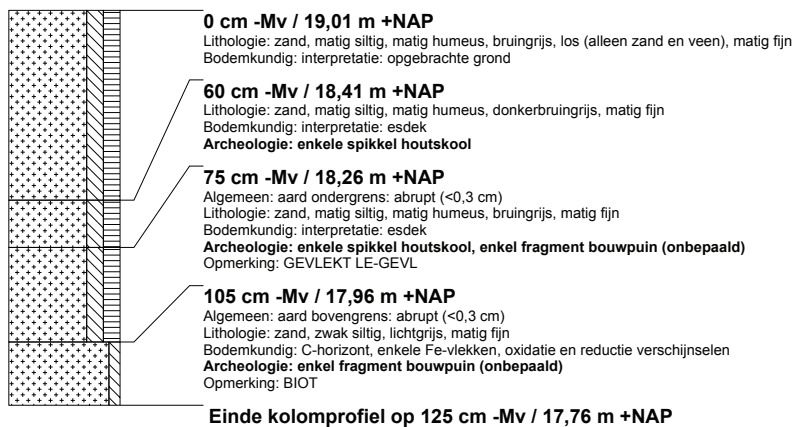 0 cm -Mv / 19,01 m +NAP
Lithologie: zand, matig siltig, matig humeus, bruingrijs, los (alleen zand en veen), matig fijn
Bodemkundig: interpretatie: opgebrachte grond
60 cm -Mv / 18,41 m +NAP
Lithologie: zand, matig siltig, matig humeus, donkerbruingrijs, matig fijn
Bodemkundig: interpretatie: esdek
Archeologie: enkele spikkel houtskool
75 cm -Mv / 18,26 m +NAP
Algemeen: aard ondergrens: abrupt (<0,3 cm)
Lithologie: zand, matig siltig, matig humeus, bruingrijs, matig fijn
Bodemkundig: interpretatie: esdek
Archeologie: enkele spikkel houtskool, enkel fragment bouwpuin (onbepaald)
Opmerking: GEVLEKT LE-GEVL
105 cm -Mv / 17,96 m +NAP
Algemeen: aard bovengrens: abrupt (<0,3 cm)
Lithologie: zand, zwak siltig, lichtgrijs, matig fijn
Bodemkundig: C-horizont, enkele Fe-vlekken, oxidatie en reductie verschijnselen
Archeologie: enkel fragment bouwpuin (onbepaald)
Opmerking: BIOT
Einde kolomprofiel op 125 cm -Mv / 17,76 m +NAP